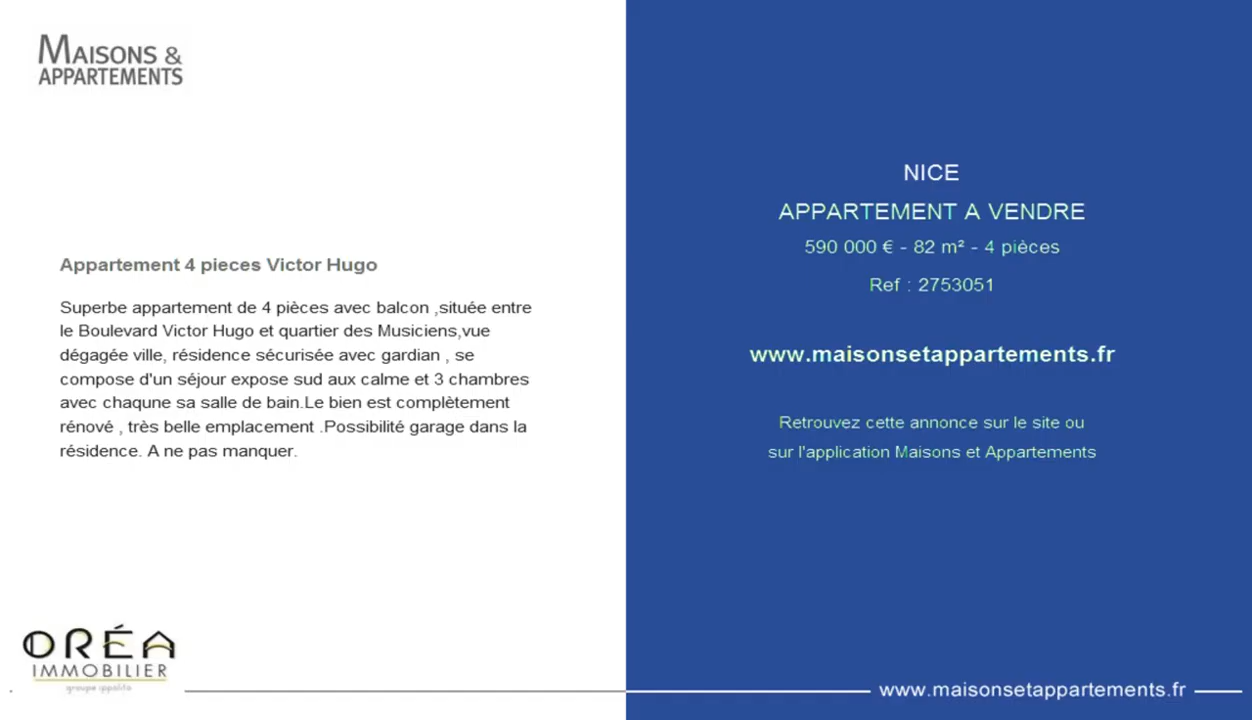 MAISONS &
APPARTEMENTS
Appartement 4 pieces Victor Hugo
Superbe appartement de 4 pièces avec balcon ,située entre
le Boulevard Victor Hugo et quartier des Musiciens,vue
dégagée ville, résidence sécurisée avec gardian , se
compose d'un séjour expose sud aux calme et 3 chambres
avec chaqune sa salle de bain.Le bien est complètement
rénové , très belle emplacement .Possibilité garage dans la
résidence. A ne pas manquer.
ORÉA
IMMOBILIER
groupe ippolito
NICE
APPARTEMENT A VENDRE
590 000 € - 82 m² - 4 pièces
Ref : 2753051
www.maisonsetappartements.fr
Retrouvez cette annonce sur le site ou
sur l'application Maisons et Appartements
www.maisonsetappartements.fr